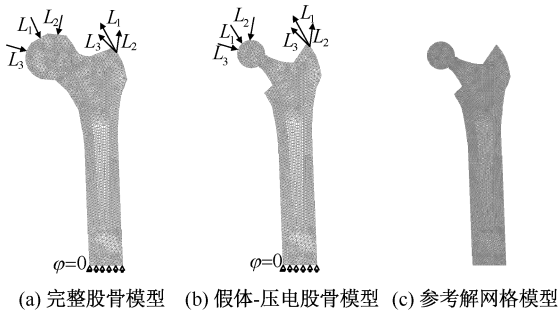 L₁ L₂ L₃ L₁ L₃ L₂
L₂ L₁ L₃ L₁ L₃ L₂
φ=0 φ=0
(a) 完整股骨模型 (b) 假体-压电股骨模型 (c) 参考解网格模型